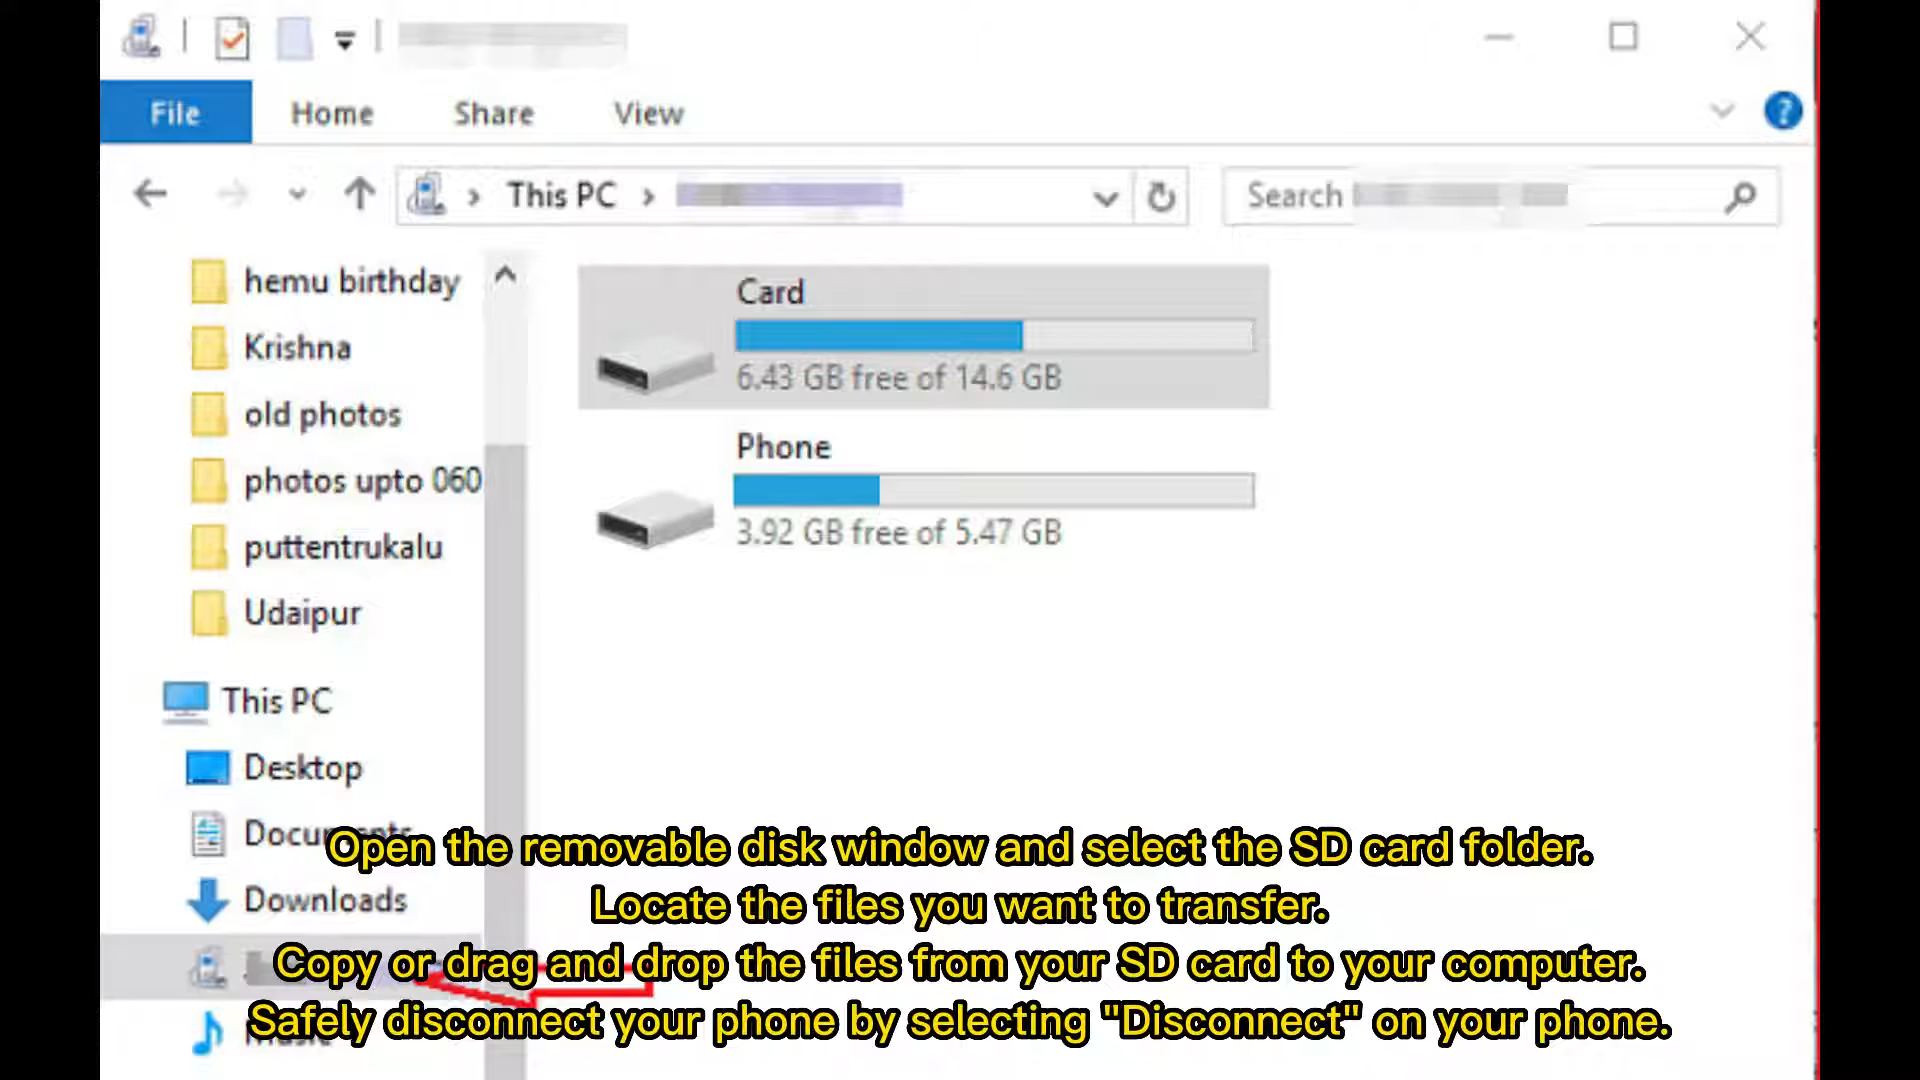 File Home Share View
This PC
Search
hemu birthday
Krishna
old photos
photos upto 060
puttentrukalu
Udaipur
This PC
Desktop
Documents
Downloads
Music
Card
6.43 GB free of 14.6 GB
Phone
3.92 GB free of 5.47 GB
Open the removable disk window and select the SD card folder.
Locate the files you want to transfer.
Copy or drag and drop the files from your SD card to your computer.
Safely disconnect your phone by selecting "Disconnect" on your phone.